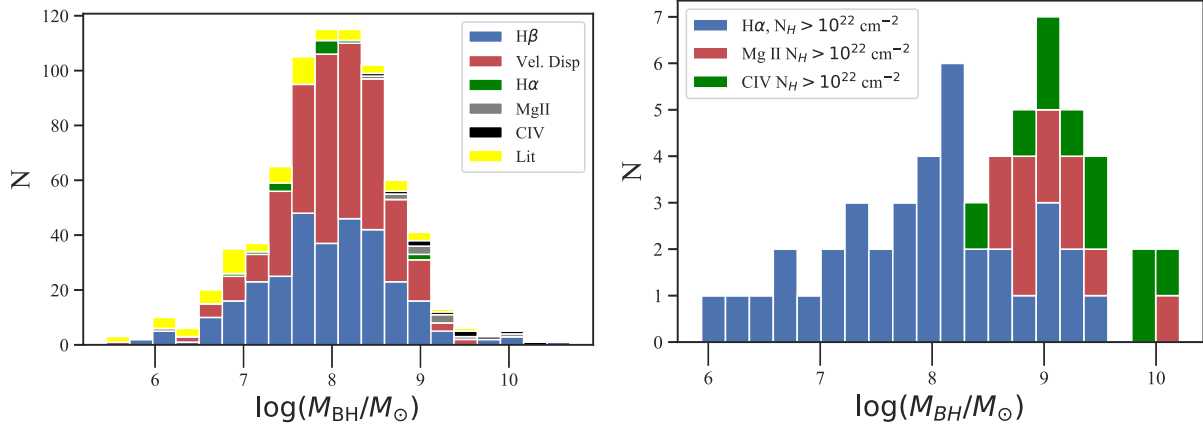 120
100
80
60
40
20
0
N
6
7
8
9
10
log(M_BH/M_⊙)
Hβ
Vel. Disp
Hα
MgII
CIV
Lit
7
6
5
4
3
2
1
0
N
6
7
8
9
10
log(M_BH/M_⊙)
Hα, N_H > 10^22 cm^−2
Mg II N_H > 10^22 cm^−2
CIV N_H > 10^22 cm^−2